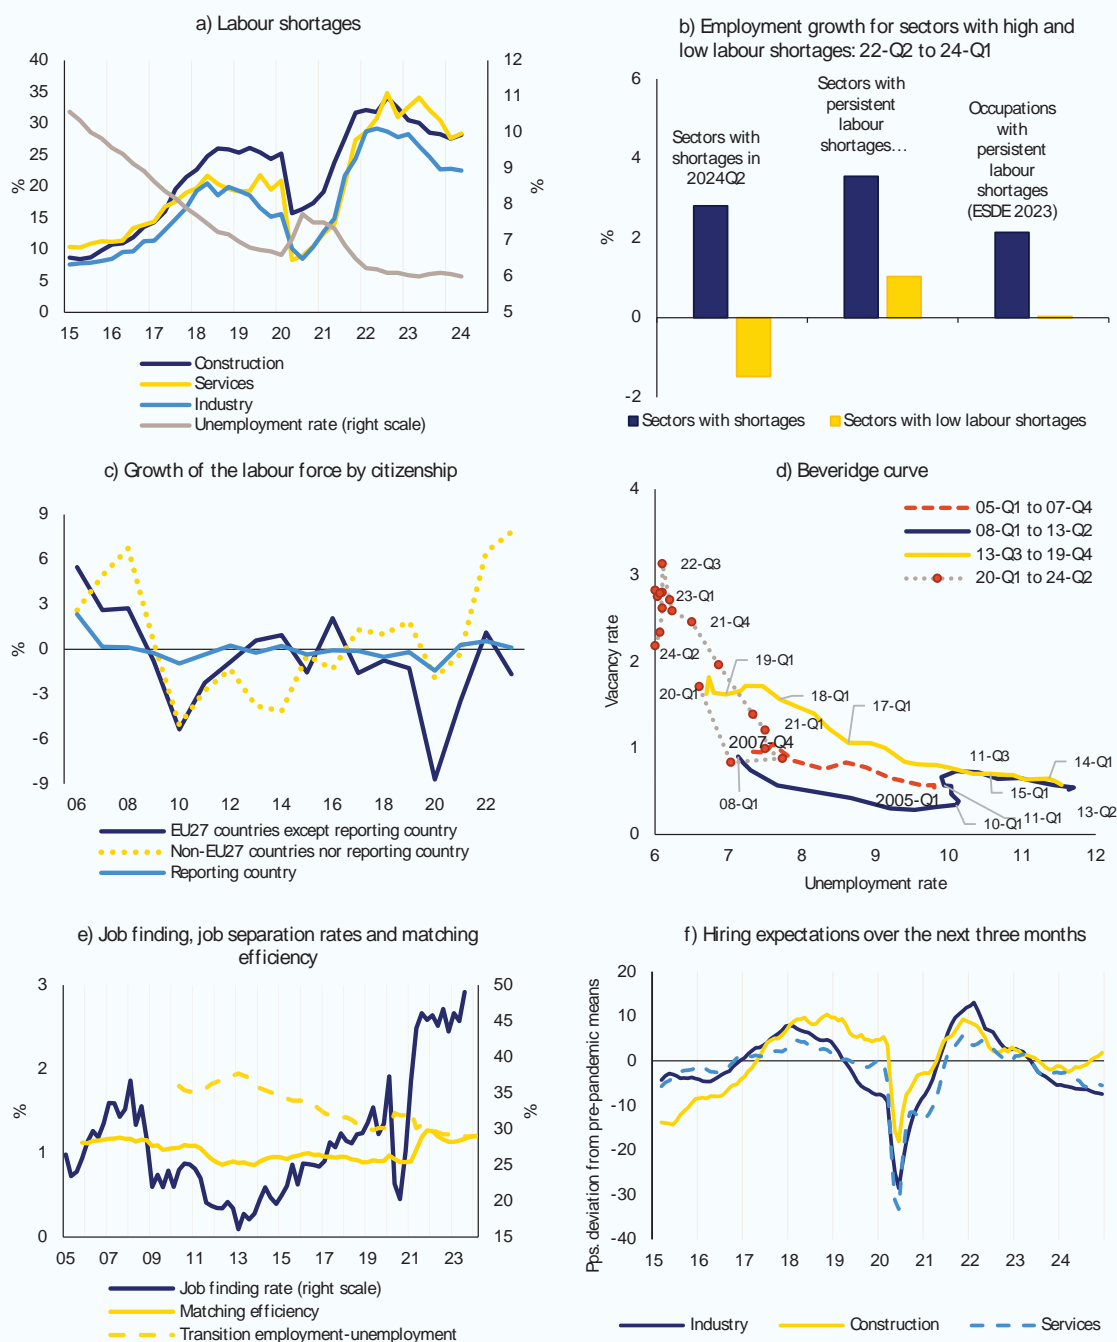 a) Labour shortages
40
35
30
25
20
15
10
5
0
%
12
11
10
9
8
7
6
5
%
15 16 17 18 19 20 21 22 23 24
Construction
Services
Industry
Unemployment rate (right scale)
b) Employment growth for sectors with high and
low labour shortages: 22-Q2 to 24-Q1
6
4
2
0
-2
%
Sectors with
shortages in
2024Q2
Sectors with
persistent
labour
shortages…
Occupations
with
persistent
labour
shortages
(ESDE 2023)
Sectors with shortages
Sectors with low labour shortages
c) Growth of the labour force by citizenship
9
6
3
0
-3
-6
-9
%
06 08 10 12 14 16 18 20 22
EU27 countries except reporting country
Non-EU27 countries nor reporting country
Reporting country
d) Beveridge curve
4
3
2
1
0
Vacancy rate
05-Q1 to 07-Q4
08-Q1 to 13-Q2
13-Q3 to 19-Q4
20-Q1 to 24-Q2
22-Q3
23-Q1
21-Q4
24-Q2
19-Q1
20-Q1
18-Q1
17-Q1
21-Q1
2007-Q4
11-Q3
14-Q1
15-Q1
08-Q1
2005-Q1
10-Q1
11-Q1
13-Q2
6 7 8 9 10 11 12
Unemployment rate
e) Job finding, job separation rates and matching
efficiency
3
2
1
0
%
50
45
40
35
30
25
20
15
%
05 07 09 11 13 15 17 19 21 23
Job finding rate (right scale)
Matching efficiency
Transition employment-unemployment
f) Hiring expectations over the next three months
20
10
0
-10
-20
-30
-40
Pps. deviation from pre-pandemic means
15 16 17 18 19 20 21 22 23 24
Industry
Construction
Services